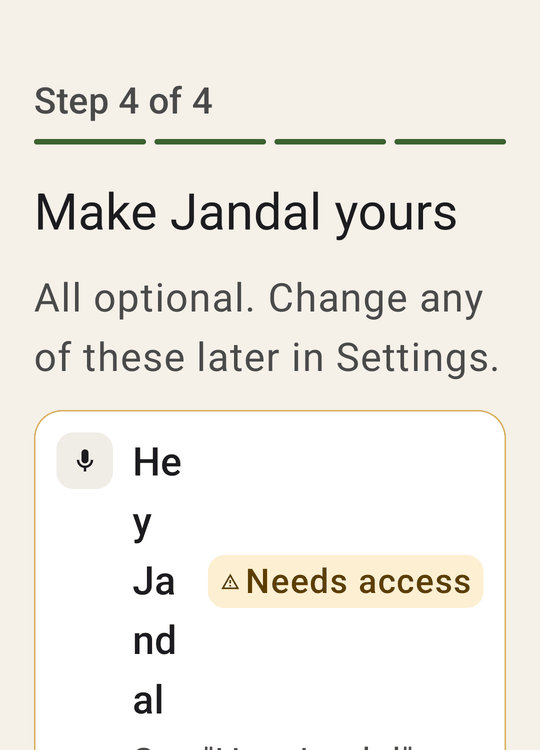 Step 4 of 4
Make Jandal yours
All optional. Change any
of these later in Settings.
He
y
Ja
nd
al
Needs access